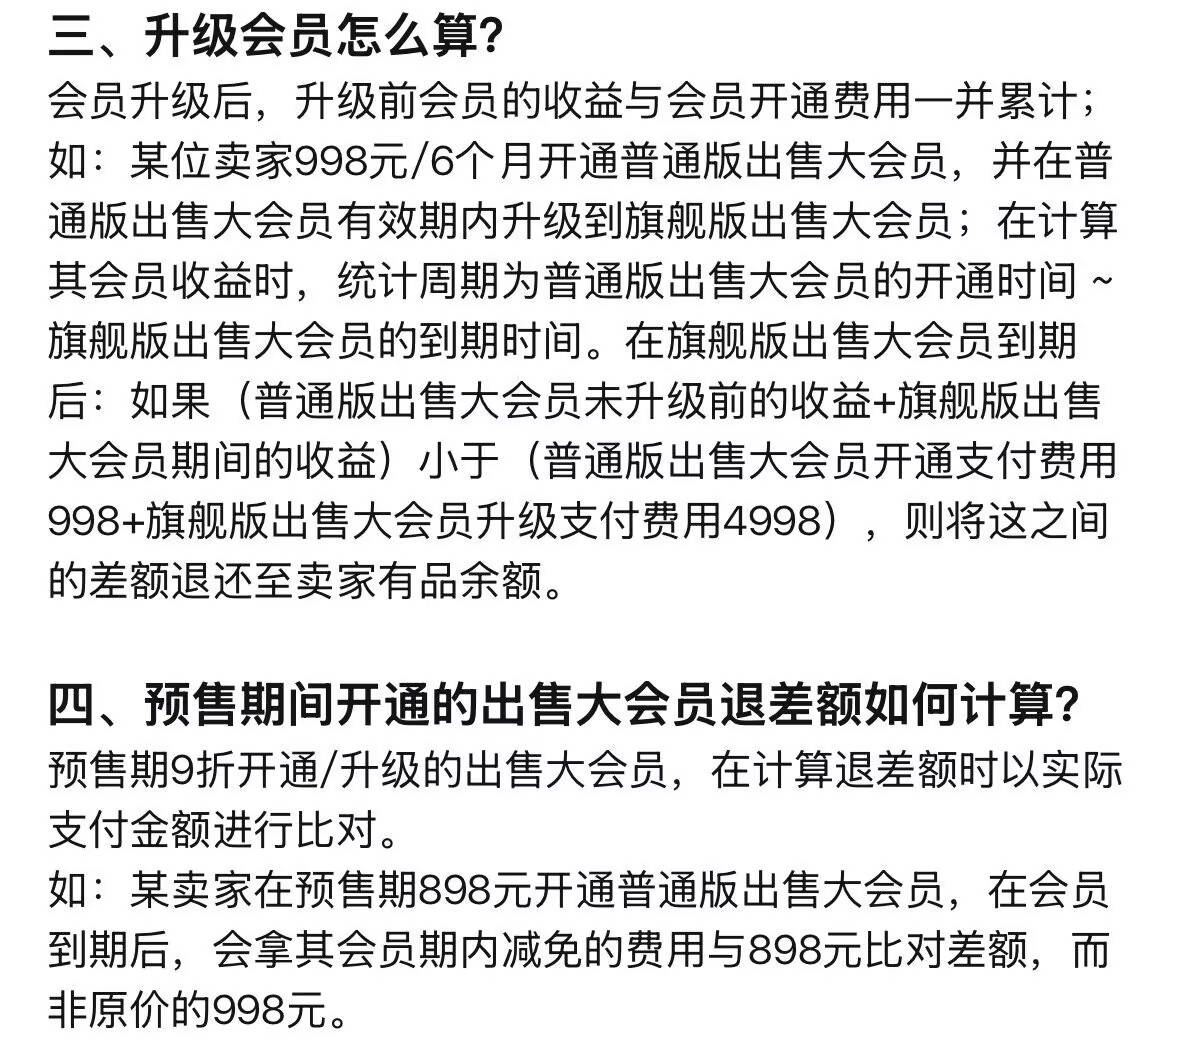 三、升级会员怎么算？
会员升级后，升级前会员的收益与会员开通费用一并累计；
如：某位卖家998元/6个月开通普通版出售大会员，并在普
通版出售大会员有效期内升级到旗舰版出售大会员；在计算
其会员收益时，统计周期为普通版出售大会员的开通时间 ~
旗舰版出售大会员的到期时间。在旗舰版出售大会员到期
后：如果（普通版出售大会员未升级前的收益+旗舰版出售
大会员期间的收益）小于（普通版出售大会员开通支付费用
998+旗舰版出售大会员升级支付费用4998），则将这之间
的差额退还至卖家有品余额。
四、预售期间开通的出售大会员退差额如何计算？
预售期9折开通/升级的出售大会员，在计算退差额时以实际
支付金额进行比对。
如：某卖家在预售期898元开通普通版出售大会员，在会员
到期后，会拿其会员期内减免的费用与898元比对差额，而
非原价的998元。